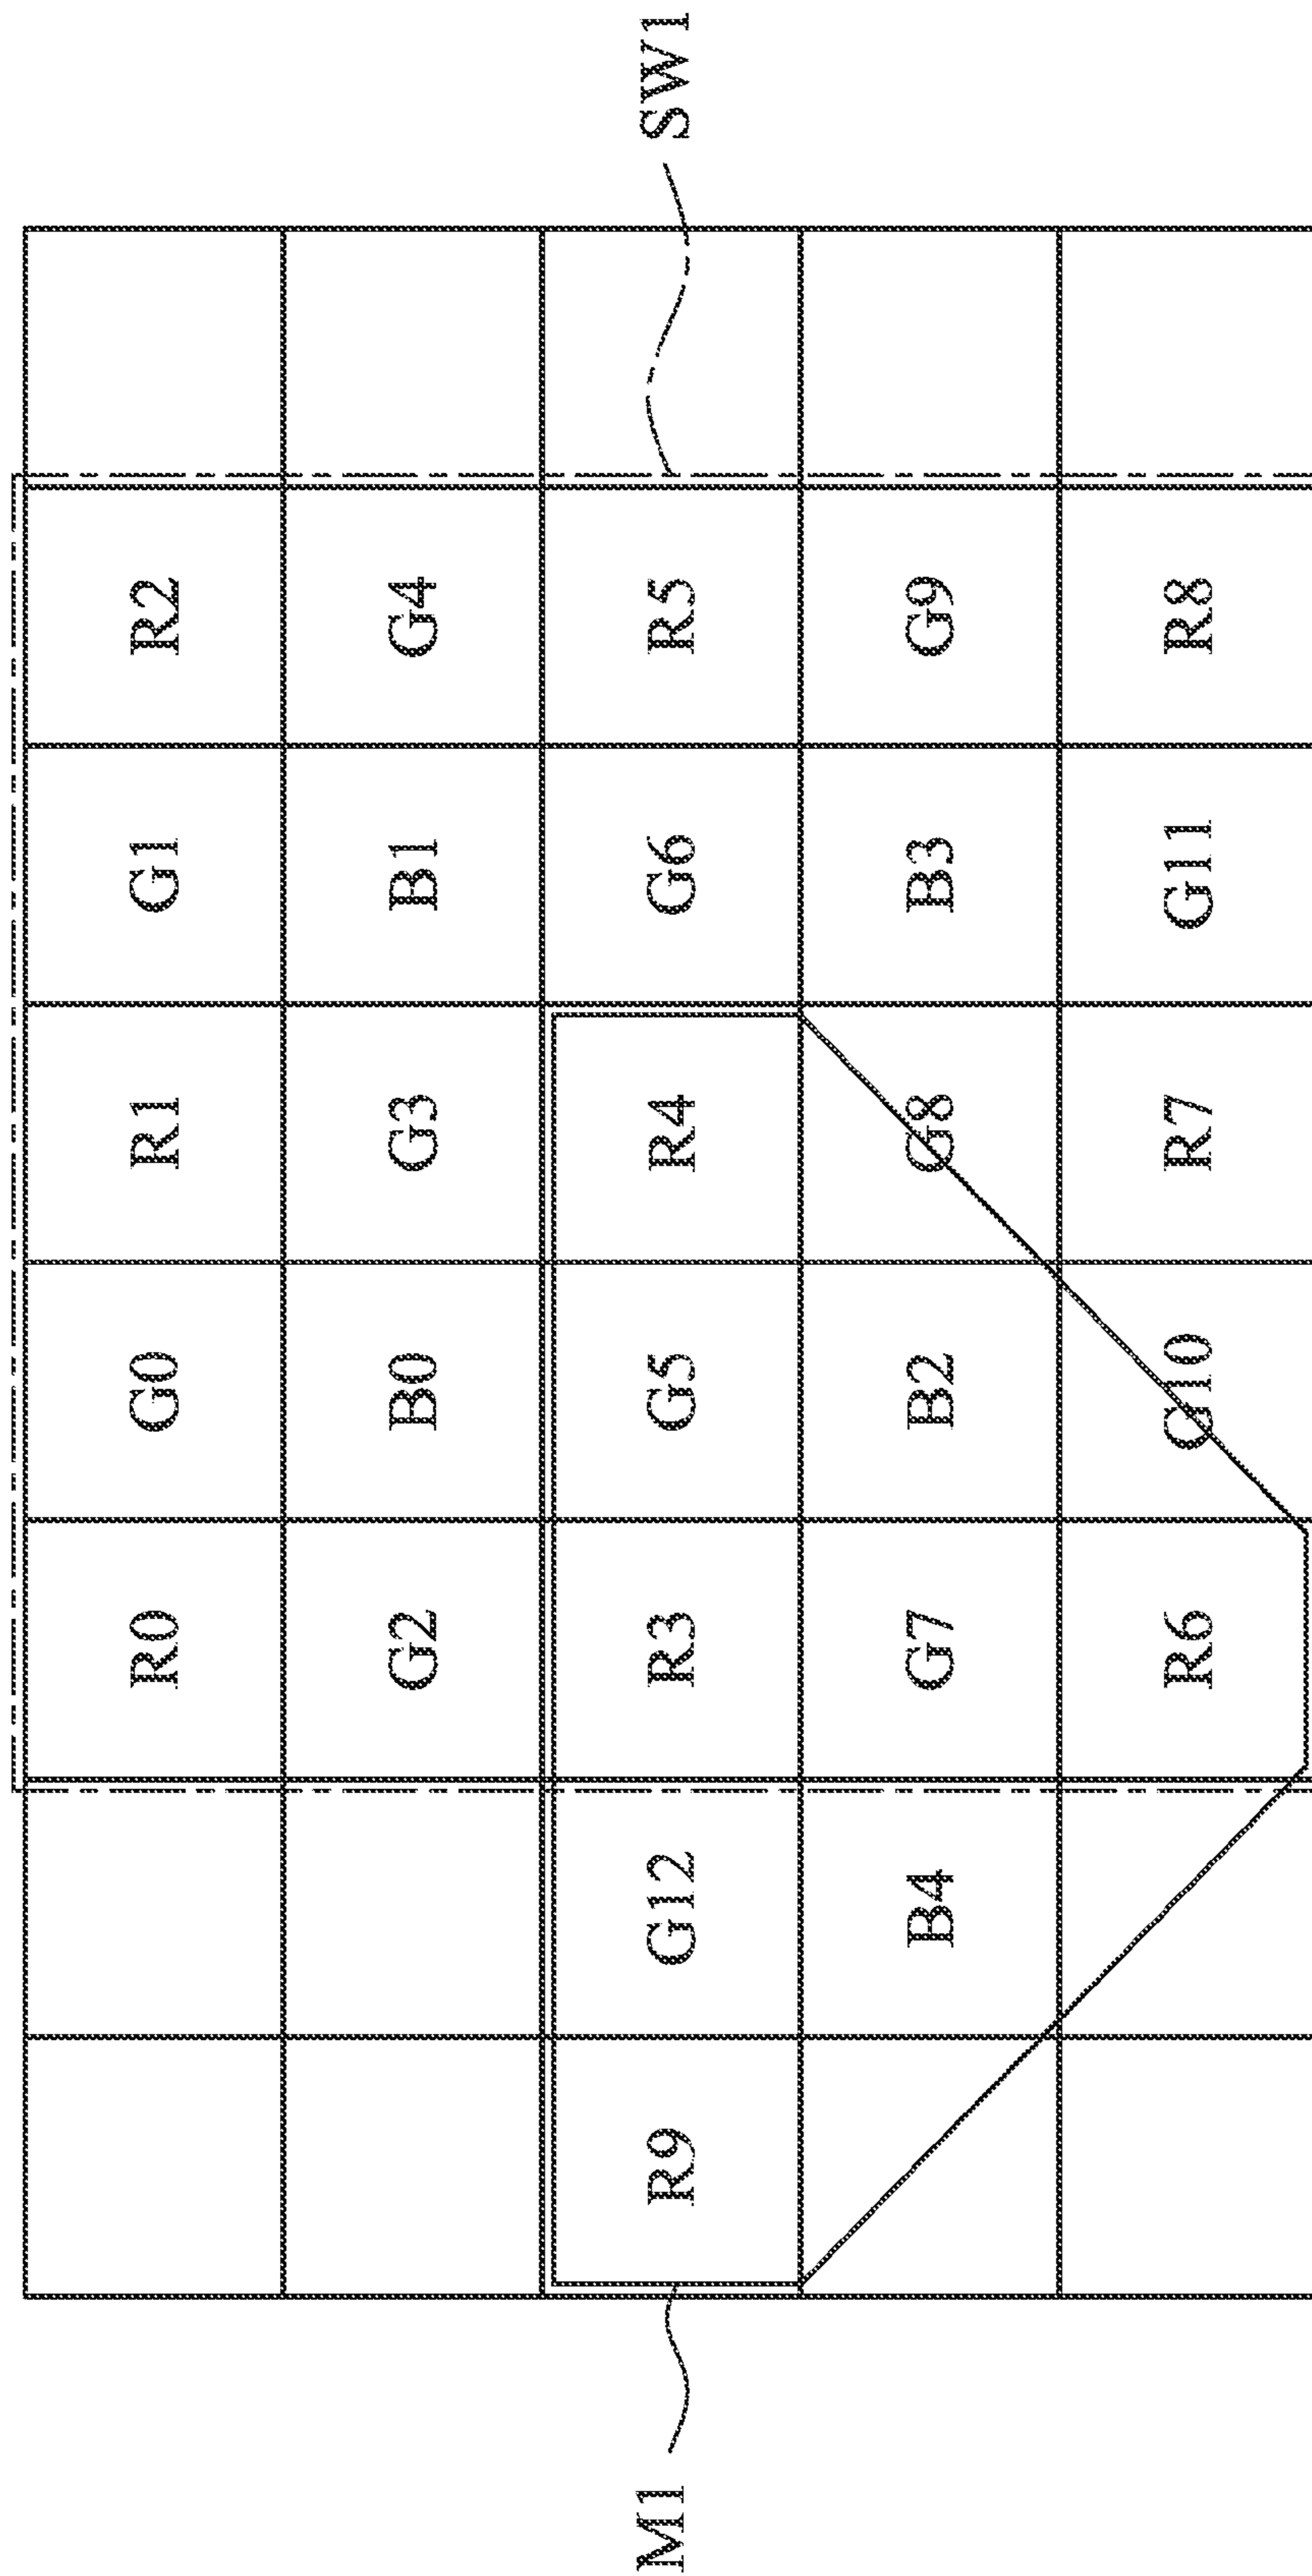 R0 G0 R1 G1 R2
G2 B0 G3 B1 G4
M1 R9 G12 R3 G5 R4 G6 R5 SW1
B4 G7 B2 G8 B3 G9
R6 G10 R7 G11 R8